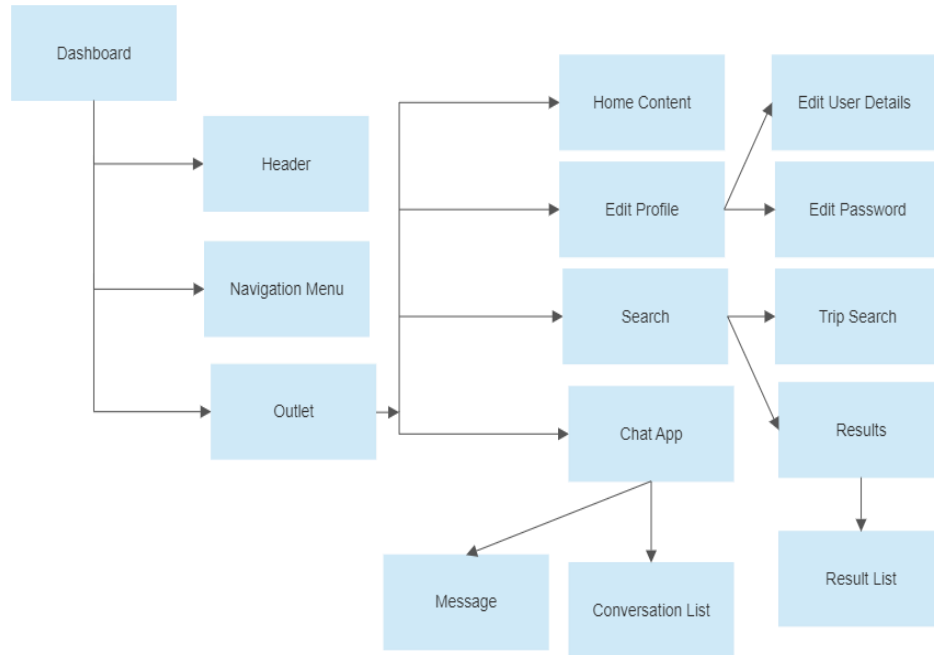 Dashboard
Header
Navigation Menu
Outlet
Home Content
Edit Profile
Search
Chat App
Edit User Details
Edit Password
Trip Search
Results
Result List
Message
Conversation List